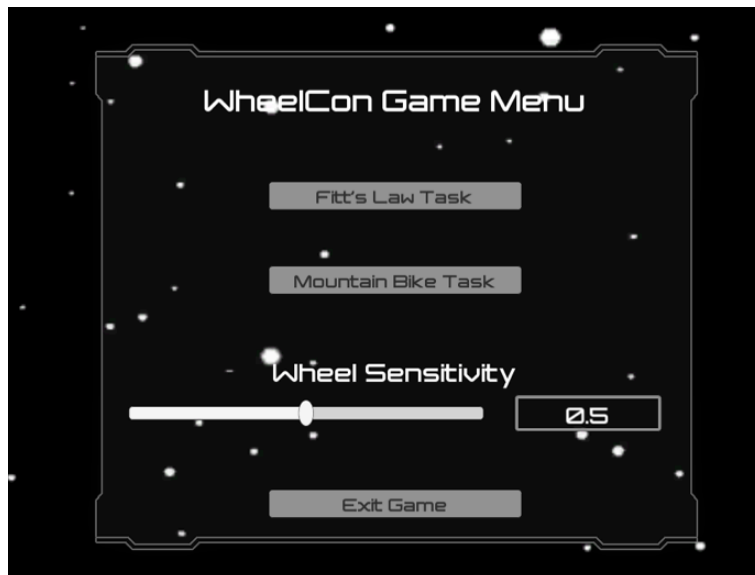 WheelCon Game Menu
Fitt's Law Task
Mountain Bike Task
Wheel Sensitivity
0.5
Exit Game